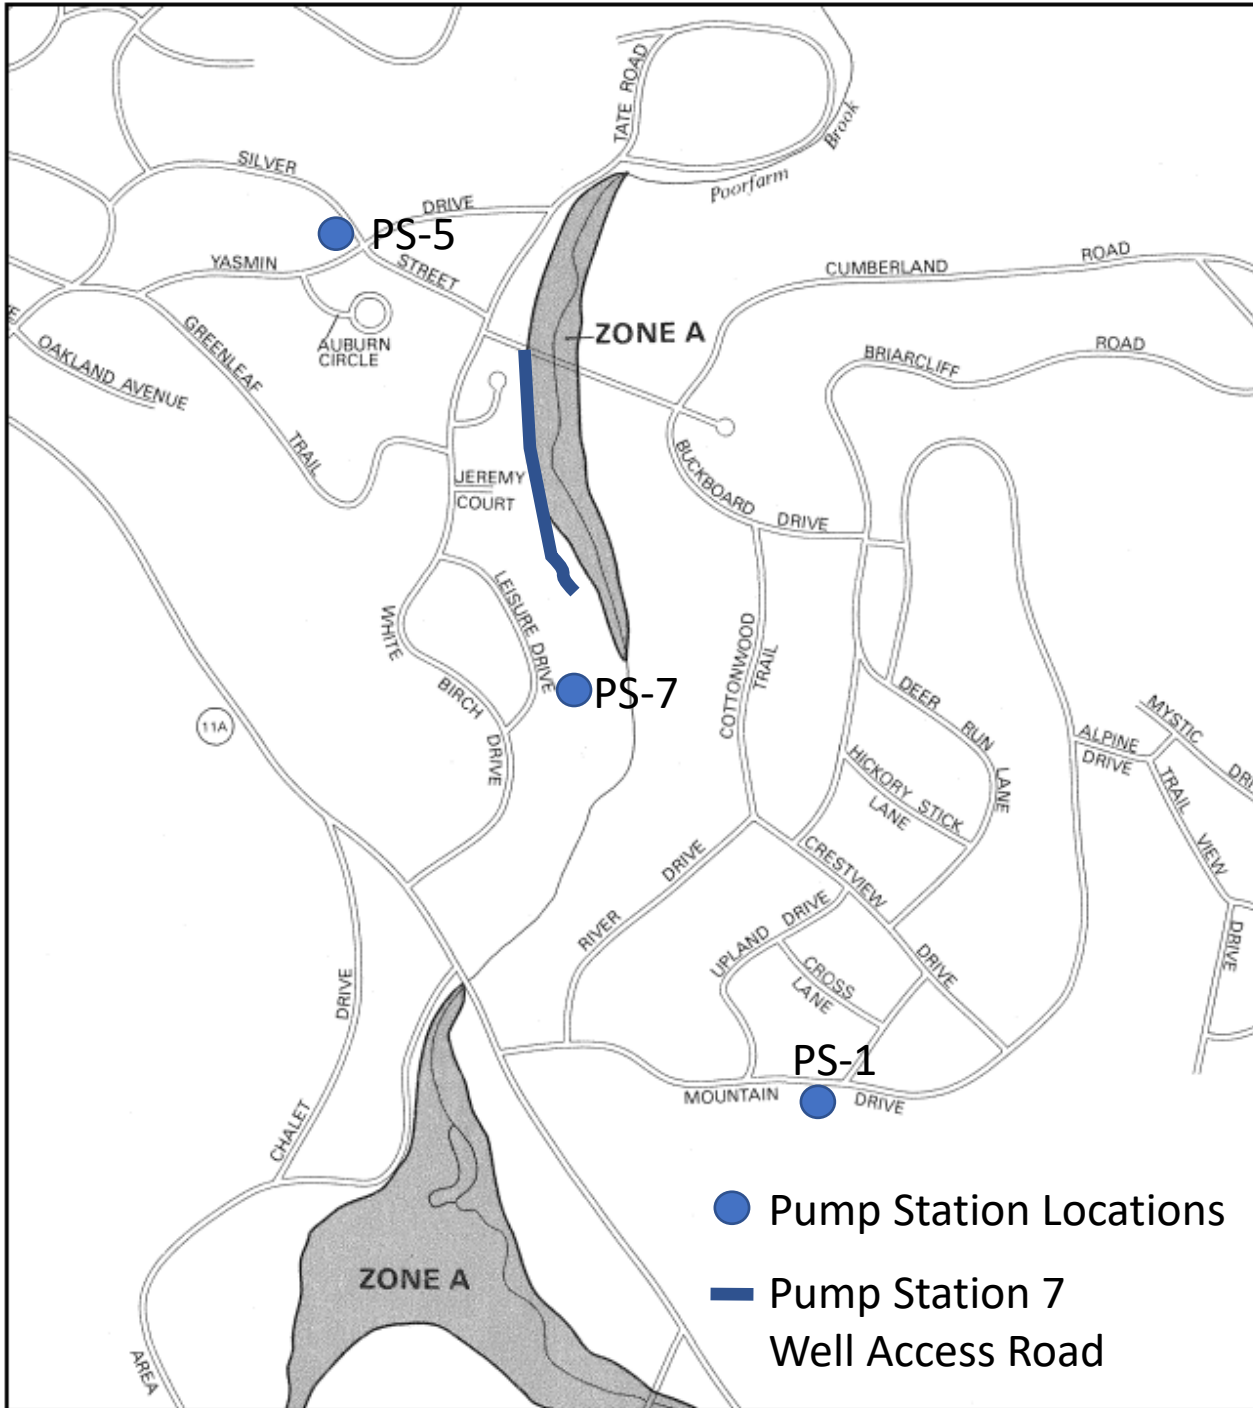 TATE ROAD
Brook
Poorfarm
SILVER
DRIVE
PS-5
STREET
YASMIN
AUBURN
CIRCLE
GREENLEAF
TRAIL
OAKLAND AVENUE
ZONE A
CUMBERLAND
ROAD
BRIARCLIFF
ROAD
BUCKBOARD
DRIVE
JEREMY
COURT
LEISURE DRIVE
WHITE
BIRCH
DRIVE
PS-7
11A
COTTONWOOD
TRAIL
DEER
RUN
LANE
HICKORY STICK
LANE
ALPINE
DRIVE
MYSTIC
TRAIL
VIEW
DRIVE
RIVER
DRIVE
CRESTVIEW
DRIVE
UPLAND
DRIVE
CROSS
LANE
PS-1
MOUNTAIN
DRIVE
CHALET
DRIVE
AREA
ZONE A
Pump Station Locations
Pump Station 7
Well Access Road